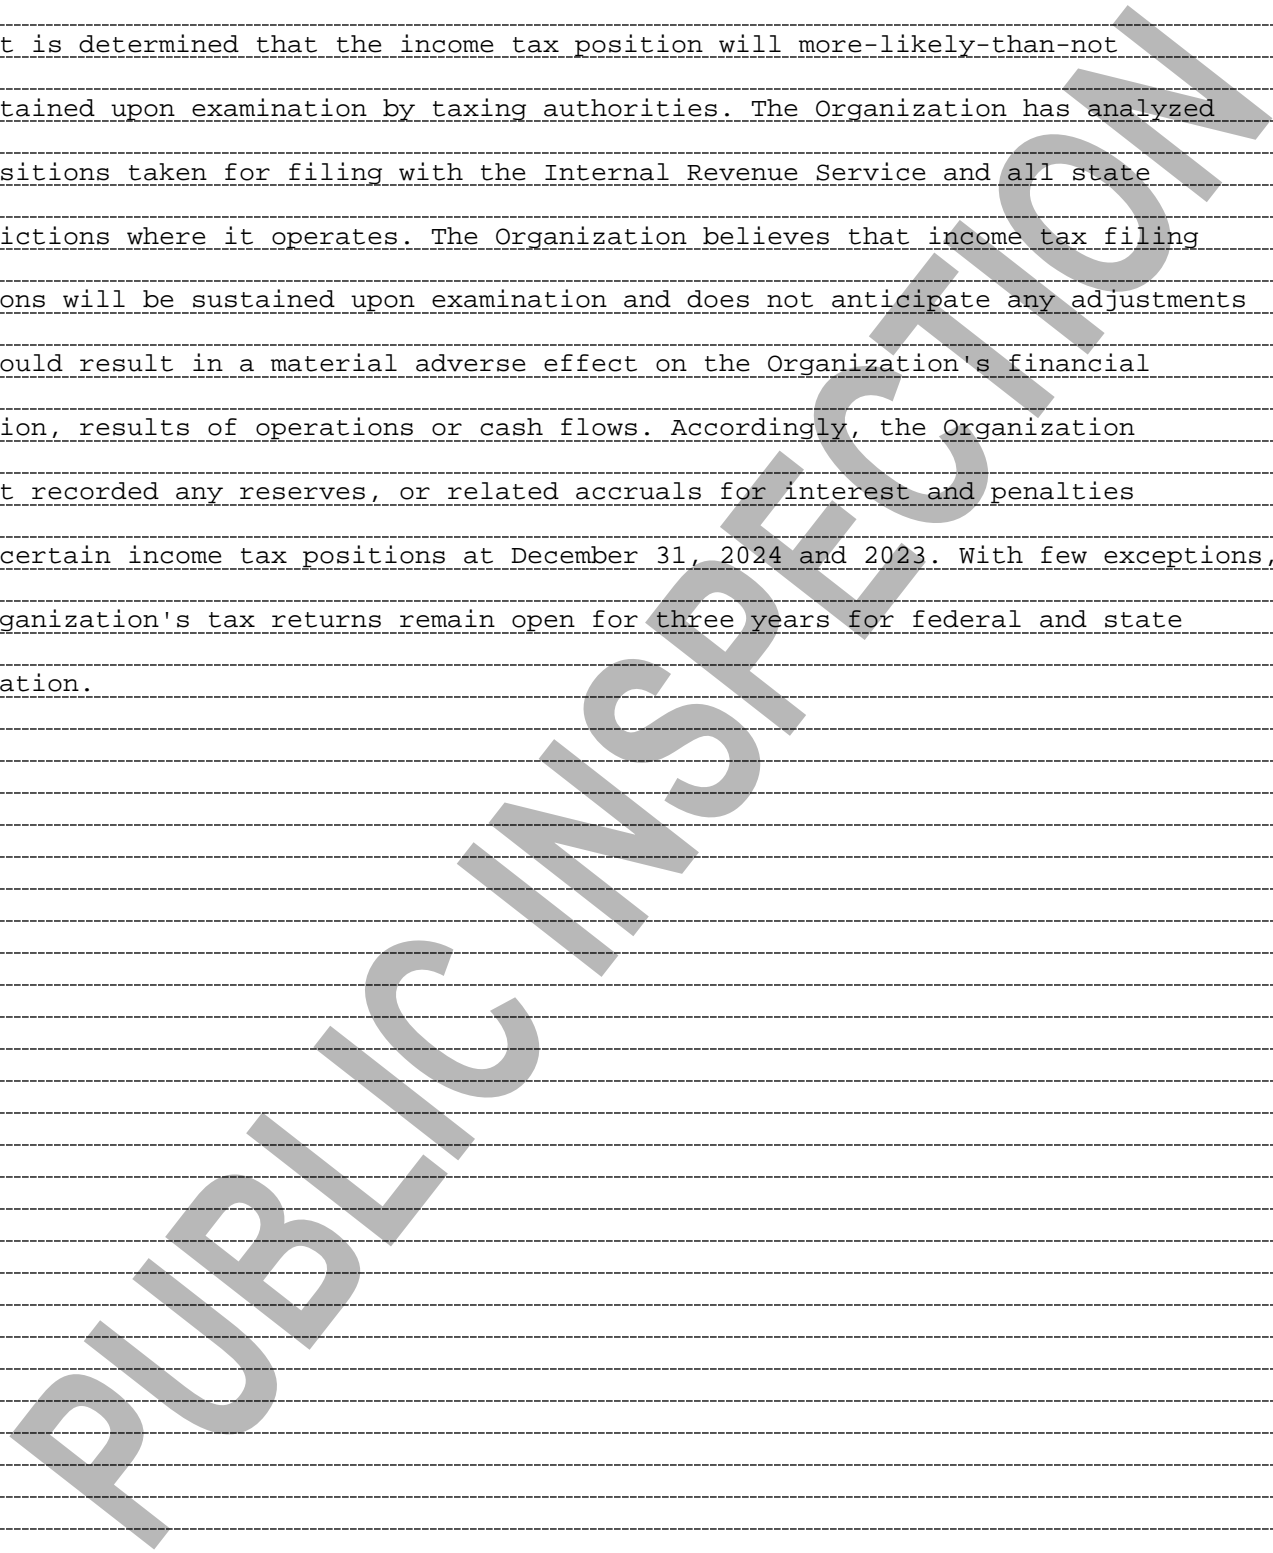 t is determined that the income tax position will more-likely-than-not
tained upon examination by taxing authorities. The Organization has analyzed
sitions taken for filing with the Internal Revenue Service and all state
ictions where it operates. The Organization believes that income tax filing
ons will be sustained upon examination and does not anticipate any adjustments
ould result in a material adverse effect on the Organization's financial
ion, results of operations or cash flows. Accordingly, the Organization
t recorded any reserves, or related accruals for interest and penalties
certain income tax positions at December 31, 2024 and 2023. With few exceptions,
ganization's tax returns remain open for three years for federal and state
ation.
PUBLIC INSPECTION